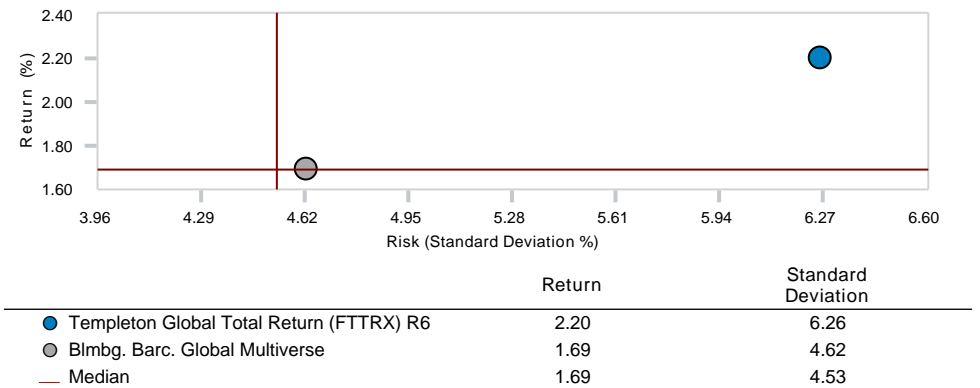 2.40
2.20
2.00
1.80
1.60
Return (%)
3.96 4.29 4.62 4.95 5.28 5.61 5.94 6.27 6.60
Risk (Standard Deviation %)
Return Standard Deviation
Templeton Global Total Return (FTTRX) R6 2.20 6.26
Blmbg. Barc. Global Multiverse 1.69 4.62
Median 1.69 4.53